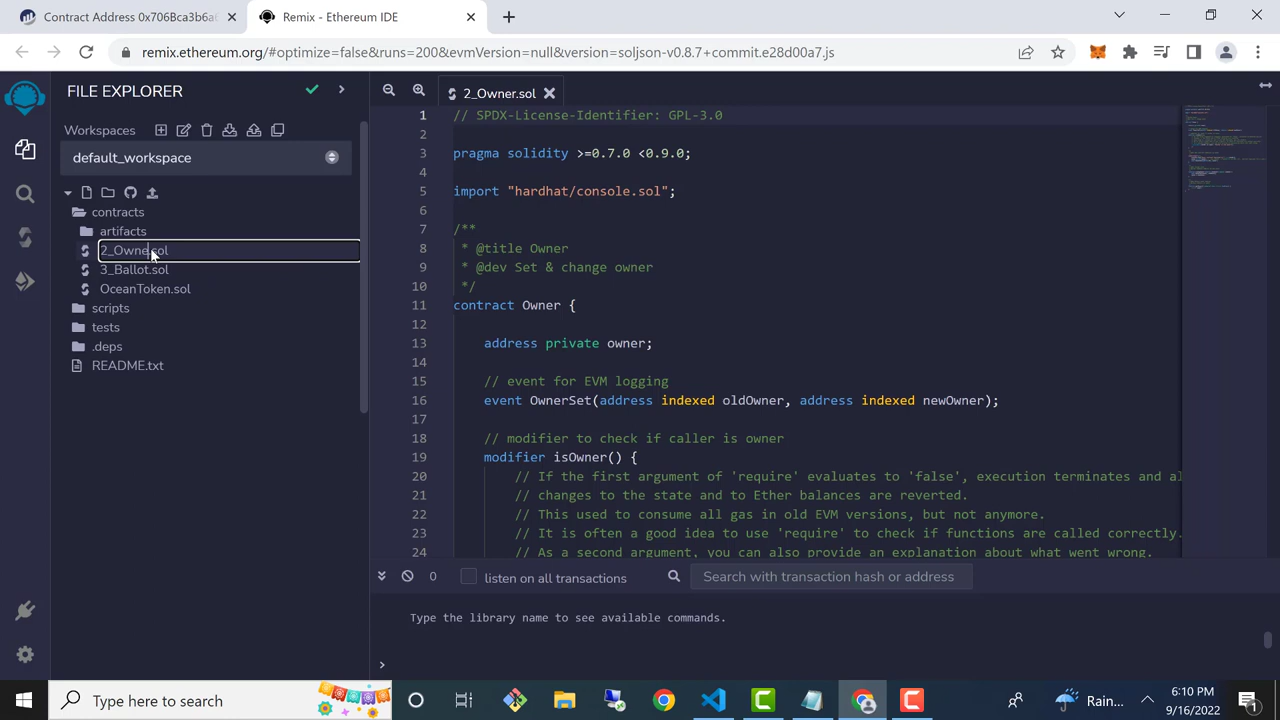 Contract Address 0x706Bca3b6a
Remix - Ethereum IDE
remix.ethereum.org/#optimize=false&runs=200&evmVersion=null&version=soljson-v0.8.7+commit.e28d00a7.js
FILE EXPLORER
Workspaces
default_workspace
contracts
artifacts
2_Owne.sol
3_Ballot.sol
OceanToken.sol
scripts
tests
.deps
README.txt
2_Owner.sol
1 // SPDX-License-Identifier: GPL-3.0
2
3 pragma solidity >=0.7.0 <0.9.0;
4
5 import "hardhat/console.sol";
6
7 /**
8 * @title Owner
9 * @dev Set & change owner
10 */
11 contract Owner {
12
13 address private owner;
14
15 // event for EVM logging
16 event OwnerSet(address indexed oldOwner, address indexed newOwner);
17
18 // modifier to check if caller is owner
19 modifier isOwner() {
20 // If the first argument of 'require' evaluates to 'false', execution terminates and al
21 // changes to the state and to Ether balances are reverted.
22 // This used to consume all gas in old EVM versions, but not anymore.
23 // It is often a good idea to use 'require' to check if functions are called correctly.
24 // As a second argument, you can also provide an explanation about what went wrong.
0 listen on all transactions Search with transaction hash or address
Type the library name to see available commands.
>
Type here to search
Rain...
6:10 PM
9/16/2022
1